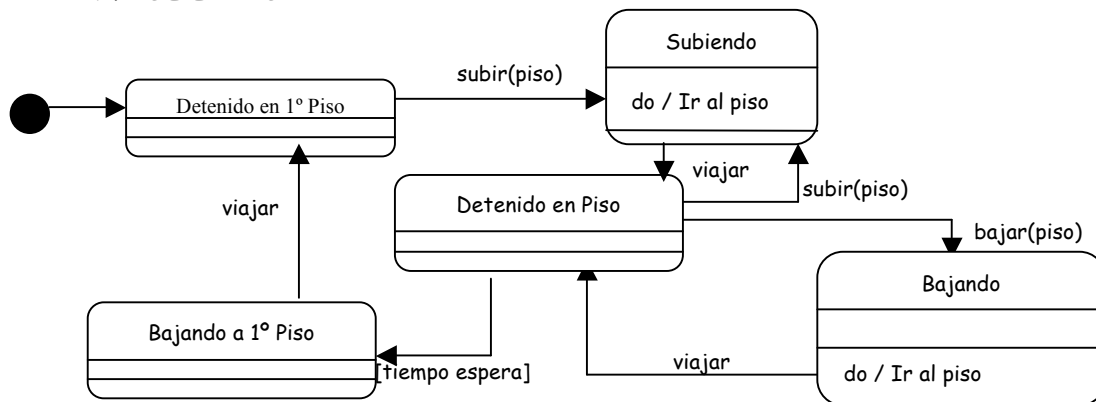 Subiendo
subir(piso)
Detenido en 1º Piso
do / Ir al piso
viajar
subir(piso)
Detenido en Piso
viajar
bajar(piso)
Bajando
Bajando a 1º Piso
[tiempo espera]
viajar
do / Ir al piso